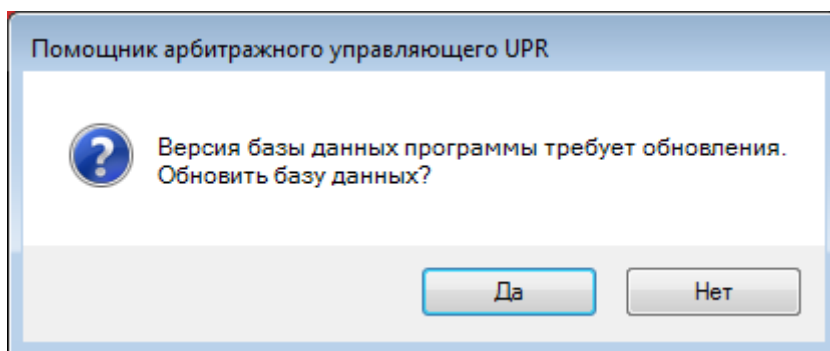 Помощник арбитражного управляющего UPR
Версия базы данных программы требует обновления.
Обновить базу данных?
Да
Нет